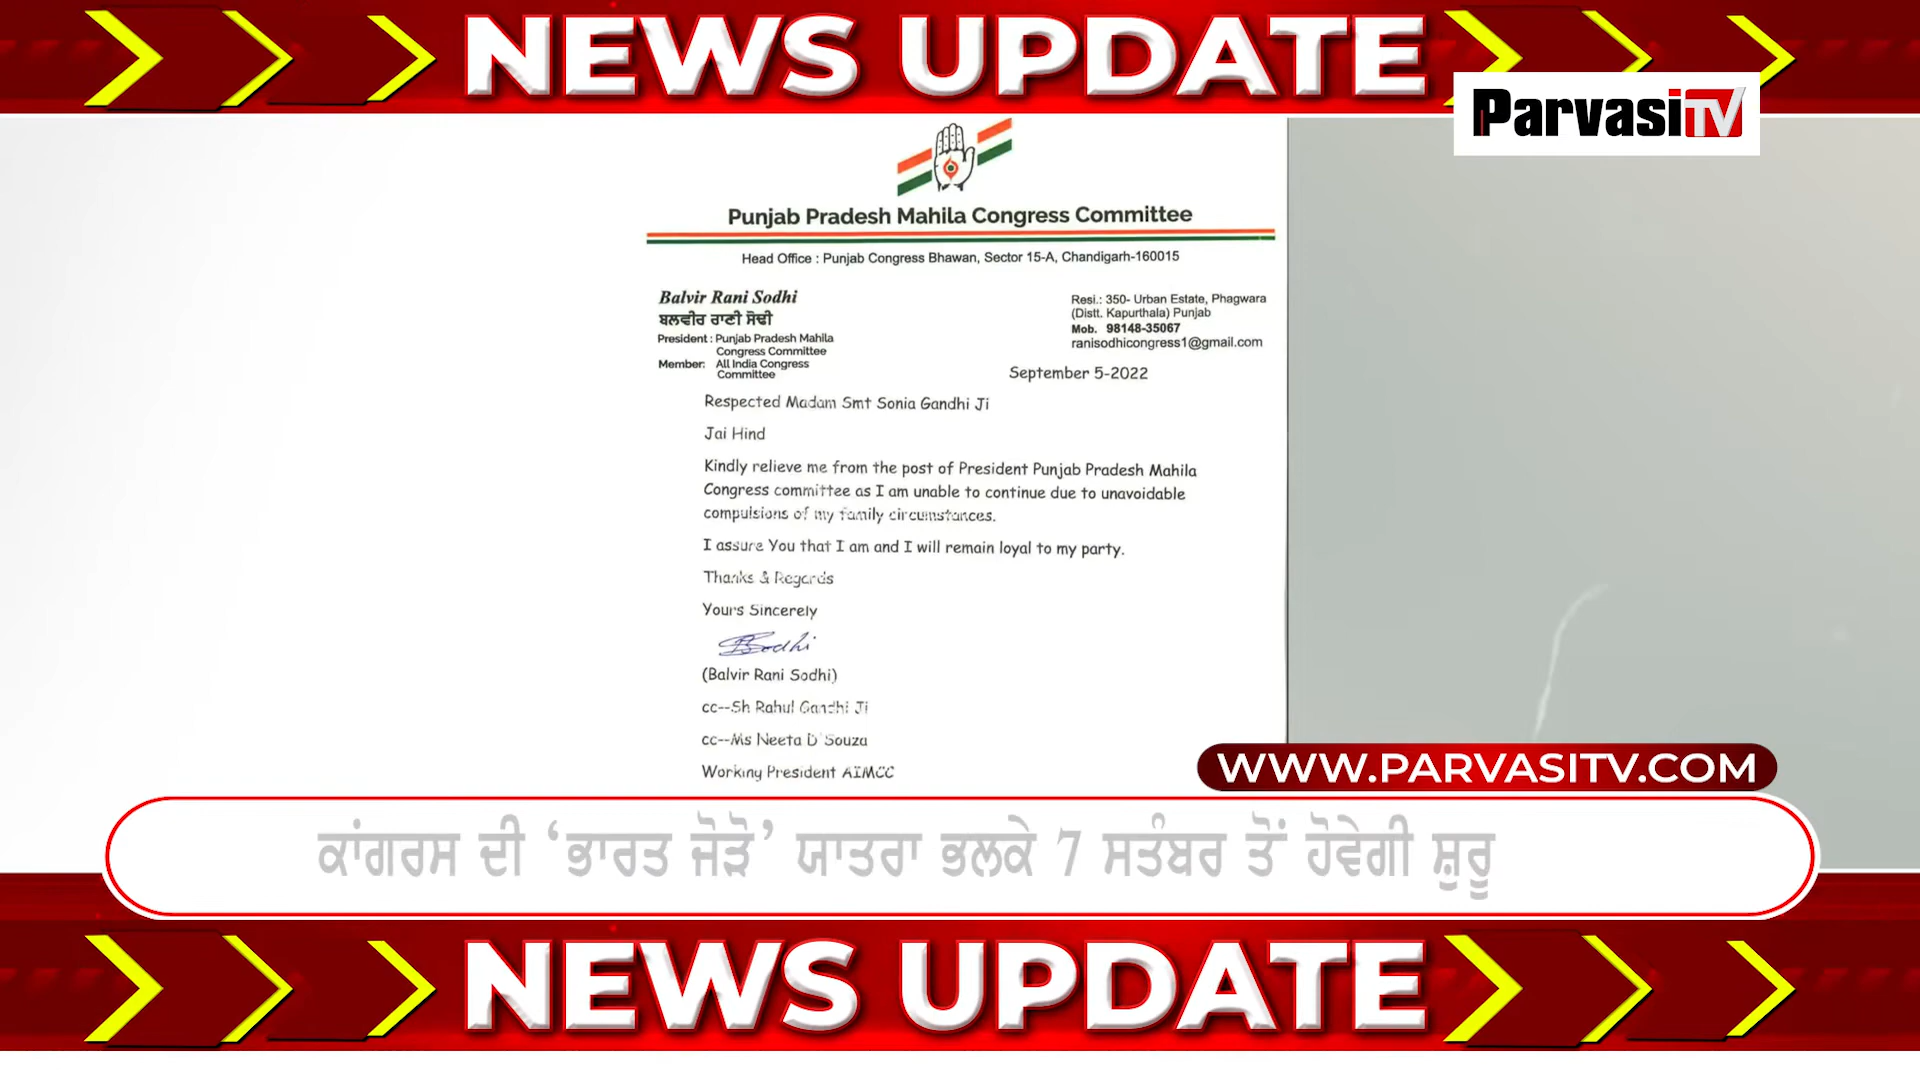 NEWS UPDATE
ParvasiTV
Punjab Pradesh Mahila Congress Committee
Head Office : Punjab Congress Bhawan, Sector 15-A, Chandigarh-160015
Balvir Rani Sodhi
ਬਲਵੀਰ ਰਾਣੀ ਸੋਢੀ
President : Punjab Pradesh Mahila
Congress Committee
Member: All India Congress
Committee
Resi.: 350- Urban Estate, Phagwara
(Distt. Kapurthala) Punjab
Mob. 98148-35067
ranisodhicongress1@gmail.com
September 5-2022
Respected Madam Smt Sonia Gandhi Ji
Jai Hind
Kindly relieve me from the post of President Punjab Pradesh Mahila
Congress committee as I am unable to continue due to unavoidable
compulsions of my family circumstances.
I assure You that I am and I will remain loyal to my party.
Thanks & Regards
Yours Sincerely
Sodhi
(Balvir Rani Sodhi)
cc--Sh Rahul Gandhi Ji
cc--Ms Neeta D'Souza
Working President AIMCC
WWW.PARVASITV.COM
ਕਾਂਗਰਸ ਦੀ ‘ਭਾਰਤ ਜੋੜੋ’ ਯਾਤਰਾ ਭਲਕੇ 7 ਸਤੰਬਰ ਤੋਂ ਹੋਵੇਗੀ ਸ਼ੁਰੂ
NEWS UPDATE